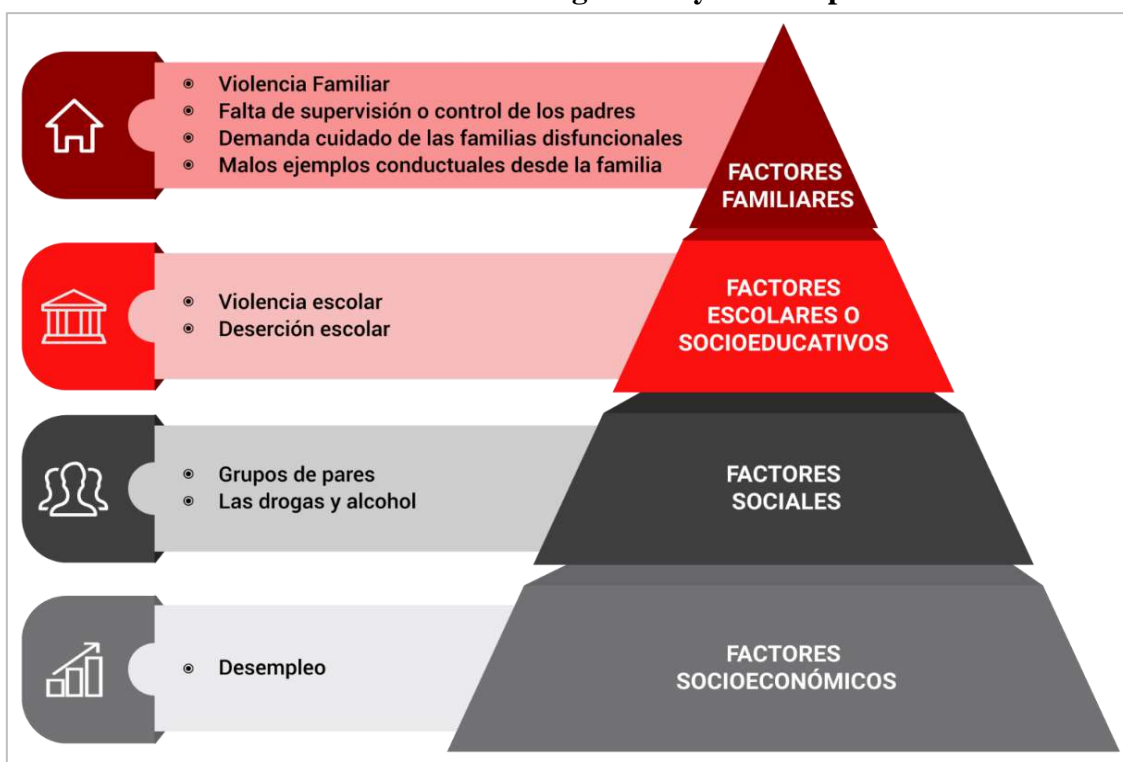 Violencia Familiar
Falta de supervisión o control de los padres
Demanda cuidado de las familias disfuncionales
Malos ejemplos conductuales desde la familia
FACTORES
FAMILIARES
Violencia escolar
Deserción escolar
FACTORES
ESCOLARES O
SOCIOEDUCATIVOS
Grupos de pares
Las drogas y alcohol
FACTORES
SOCIALES
Desempleo
FACTORES
SOCIOECONÓMICOS